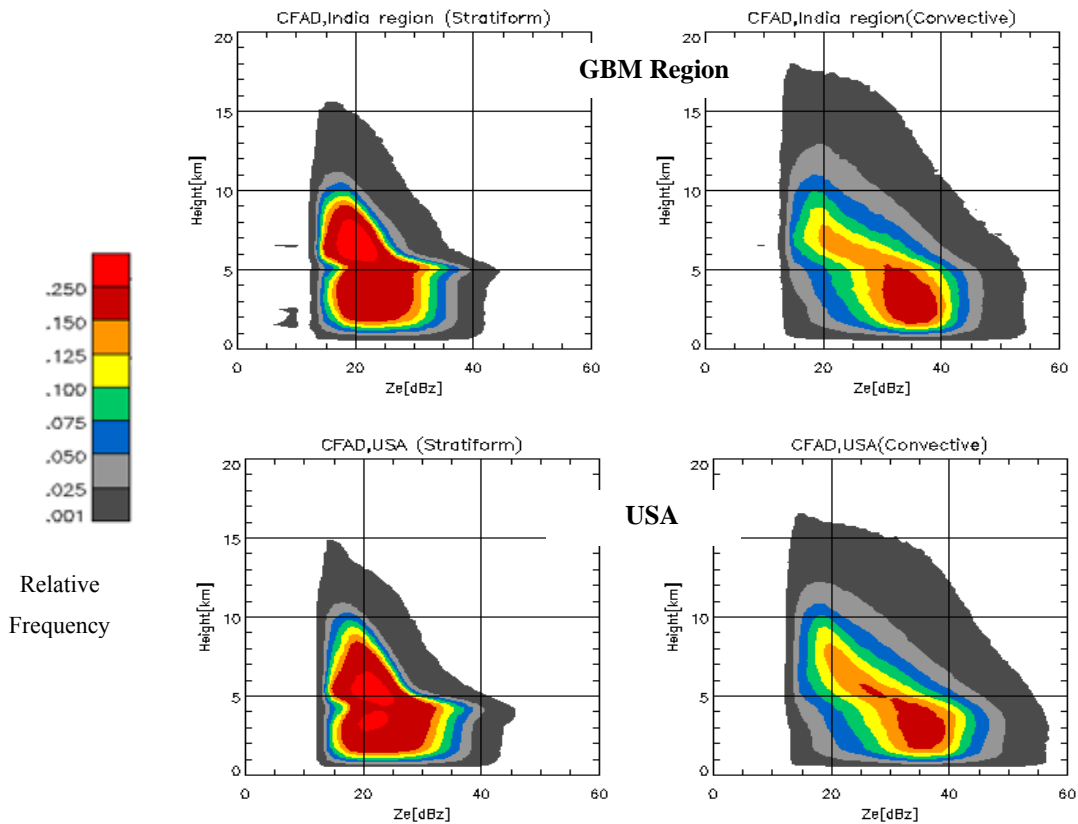 CFAD,India region (Stratiform)
CFAD,India region(Convective)
GBM Region
20
15
10
5
0
Height[km]
0
20
40
60
Ze[dBz]
20
15
10
5
0
Height[km]
0
20
40
60
Ze[dBz]
.250
.150
.125
.100
.075
.050
.025
.001
Relative
Frequency
CFAD,USA (Stratiform)
CFAD,USA(Convective)
USA
20
15
10
5
0
Height[km]
0
20
40
60
Ze[dBz]
20
15
10
5
0
Height[km]
0
20
40
60
Ze[dBz]